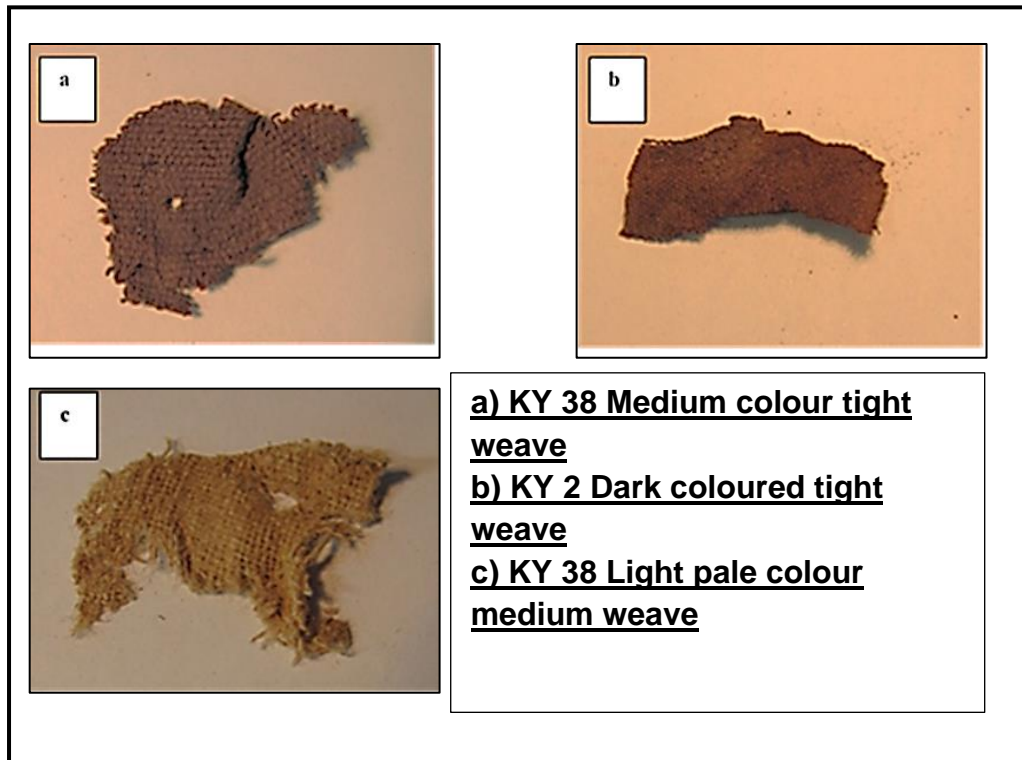 a
b
c
a) KY 38 Medium colour tight
weave
b) KY 2 Dark coloured tight
weave
c) KY 38 Light pale colour
medium weave